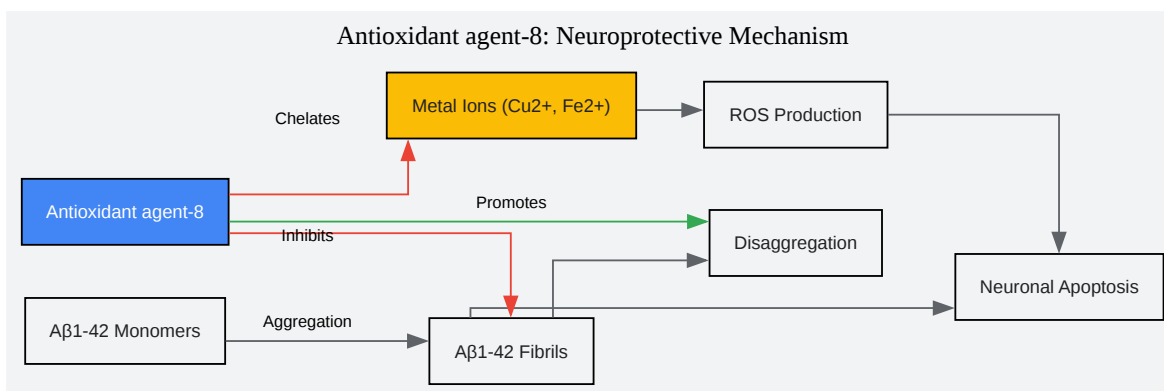 Antioxidant agent-8: Neuroprotective Mechanism
Metal Ions (Cu2+, Fe2+)
ROS Production
Chelates
Antioxidant agent-8
Promotes
Inhibits
Disaggregation
Neuronal Apoptosis
Aβ1-42 Monomers
Aggregation
Aβ1-42 Fibrils